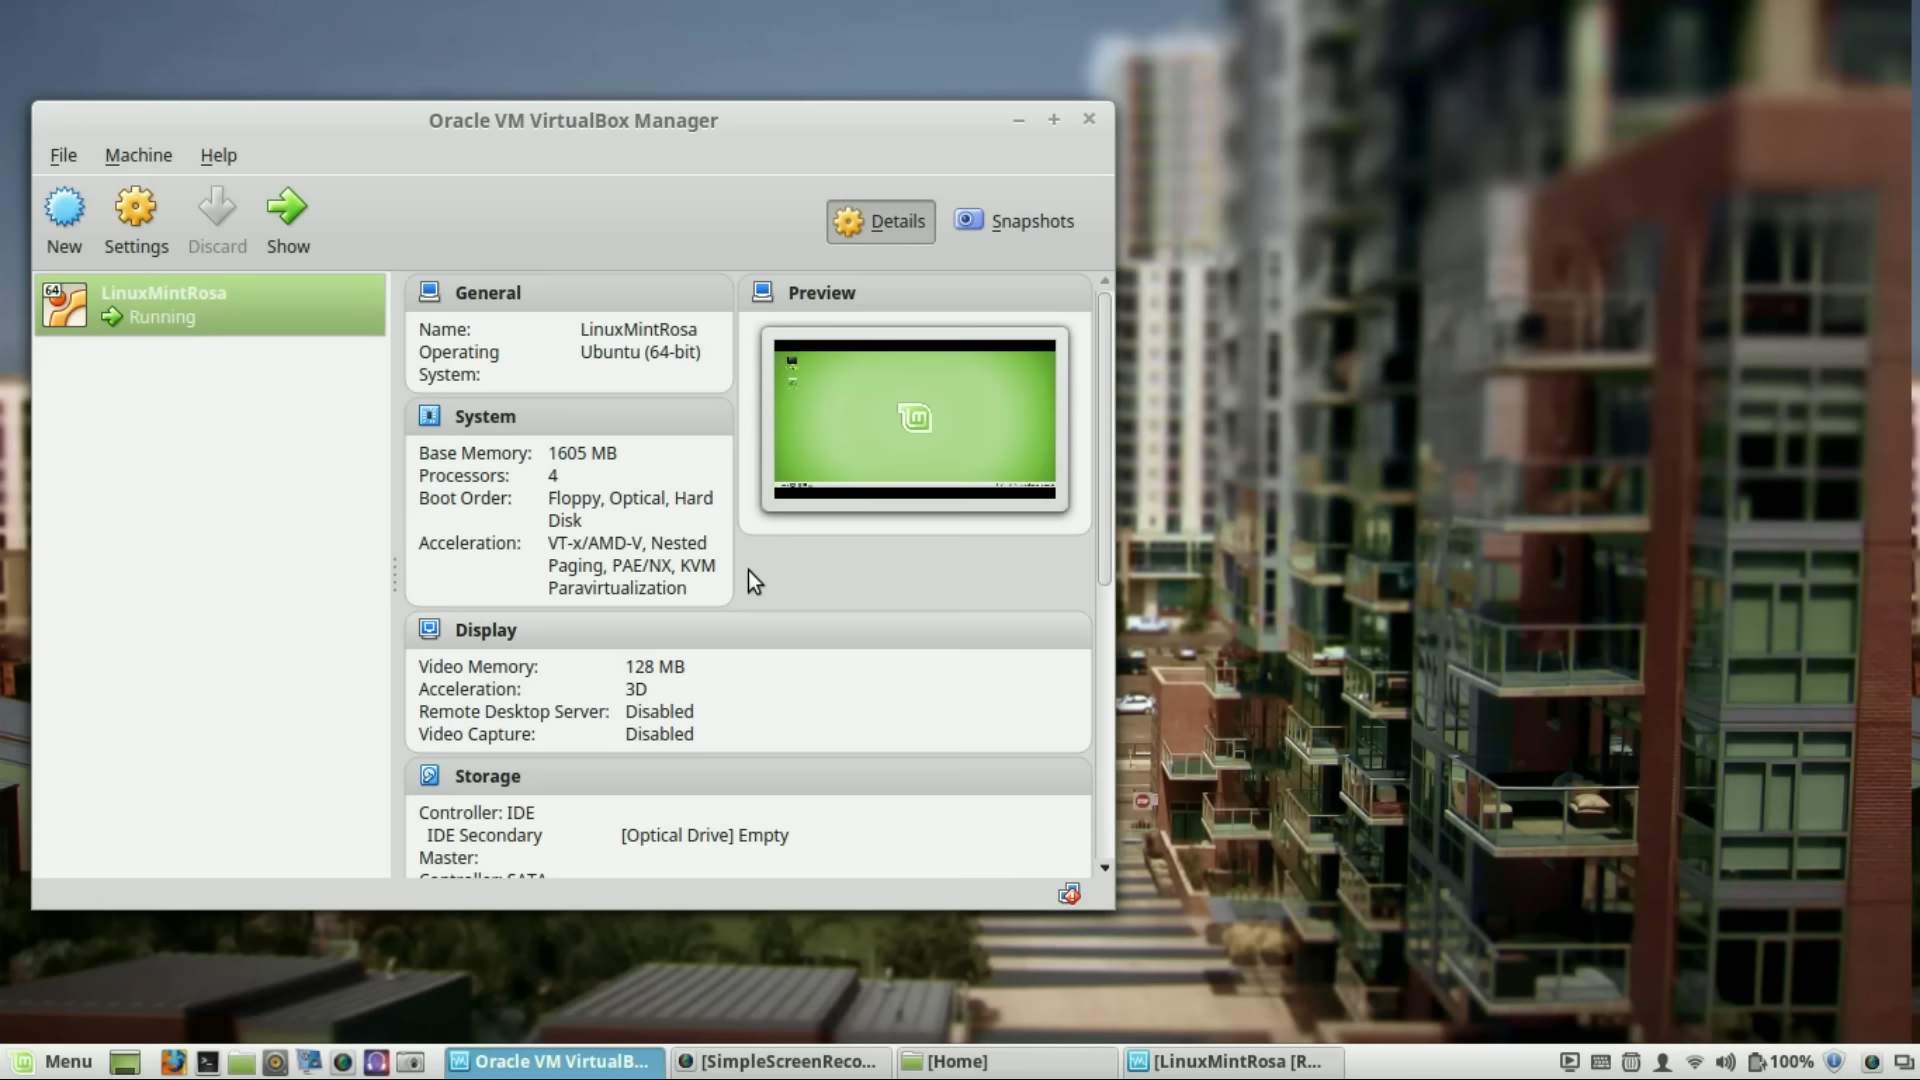 Oracle VM VirtualBox Manager
File Machine Help
New Settings Discard Show Details Snapshots
64 LinuxMintRosa
Running
General
Name: LinuxMintRosa
Operating Ubuntu (64-bit)
System:
Preview
System
Base Memory: 1605 MB
Processors: 4
Boot Order: Floppy, Optical, Hard
Disk
Acceleration: VT-x/AMD-V, Nested
Paging, PAE/NX, KVM
Paravirtualization
Display
Video Memory: 128 MB
Acceleration: 3D
Remote Desktop Server: Disabled
Video Capture: Disabled
Storage
Controller: IDE
IDE Secondary [Optical Drive] Empty
Master:
Controller: SATA
Menu Oracle VM VirtualB... [SimpleScreenReco... [Home] [LinuxMintRosa [R... 100%